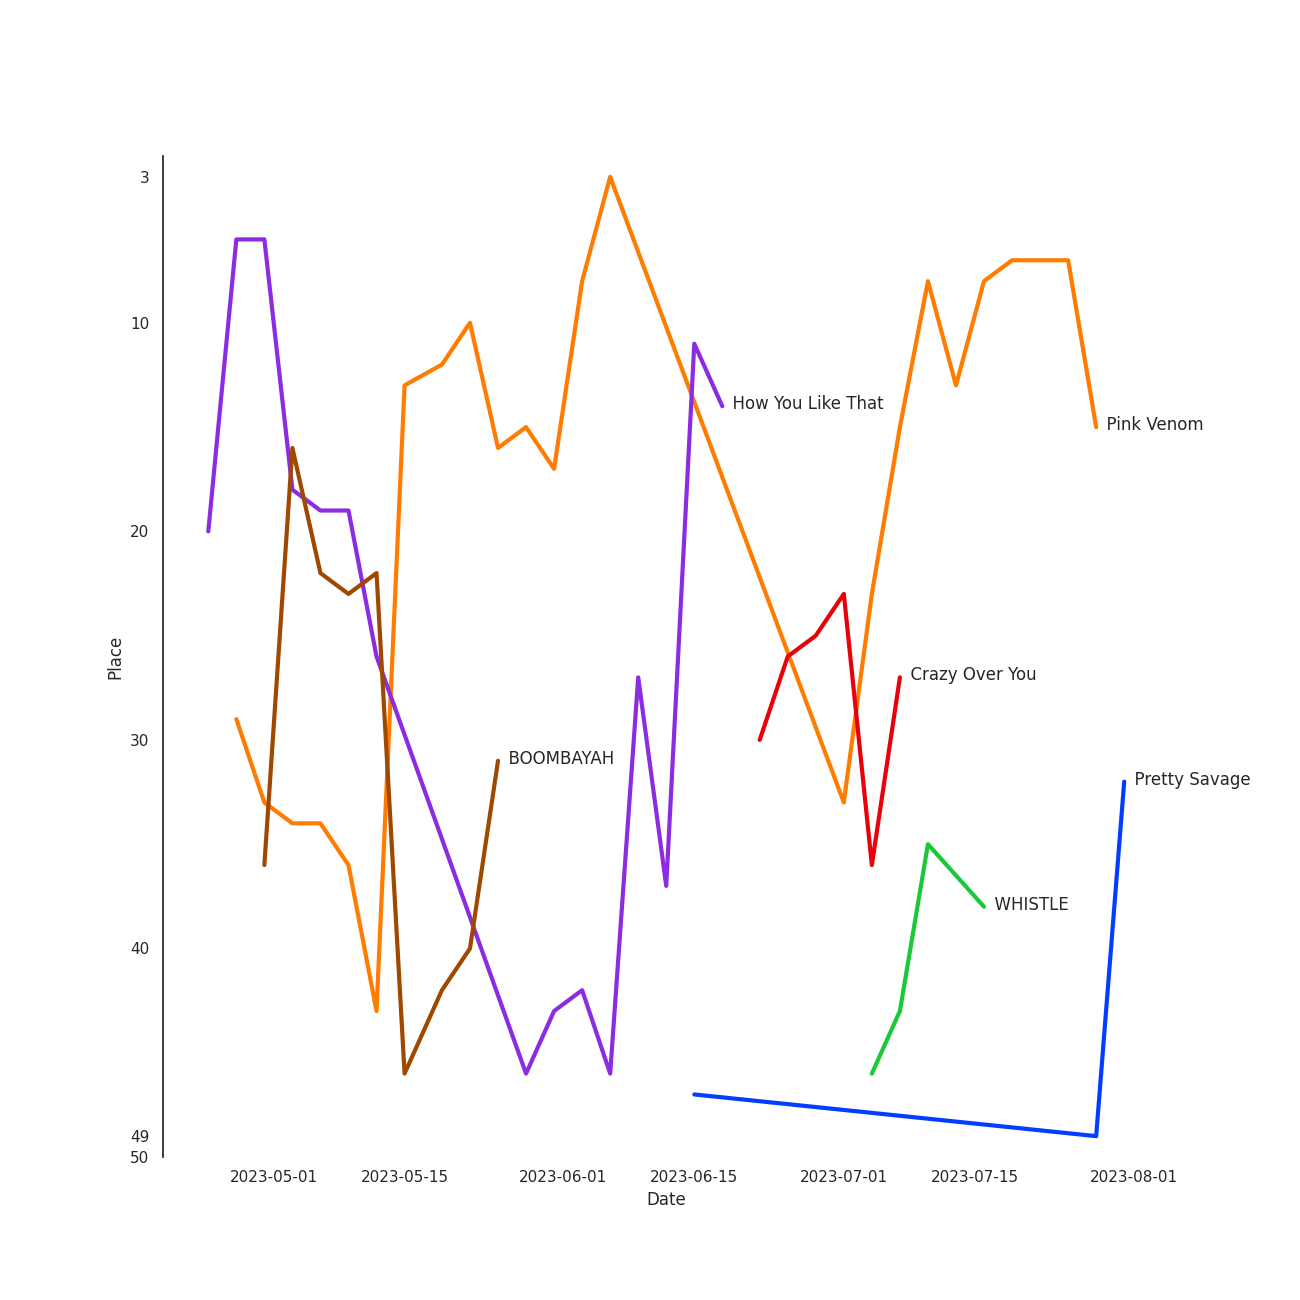 3
10
20
30
40
49
50
Place
How You Like That
Pink Venom
Crazy Over You
BOOMBAYAH
Pretty Savage
WHISTLE
2023-05-01 2023-05-15 2023-06-01 2023-06-15 2023-07-01 2023-07-15 2023-08-01
Date